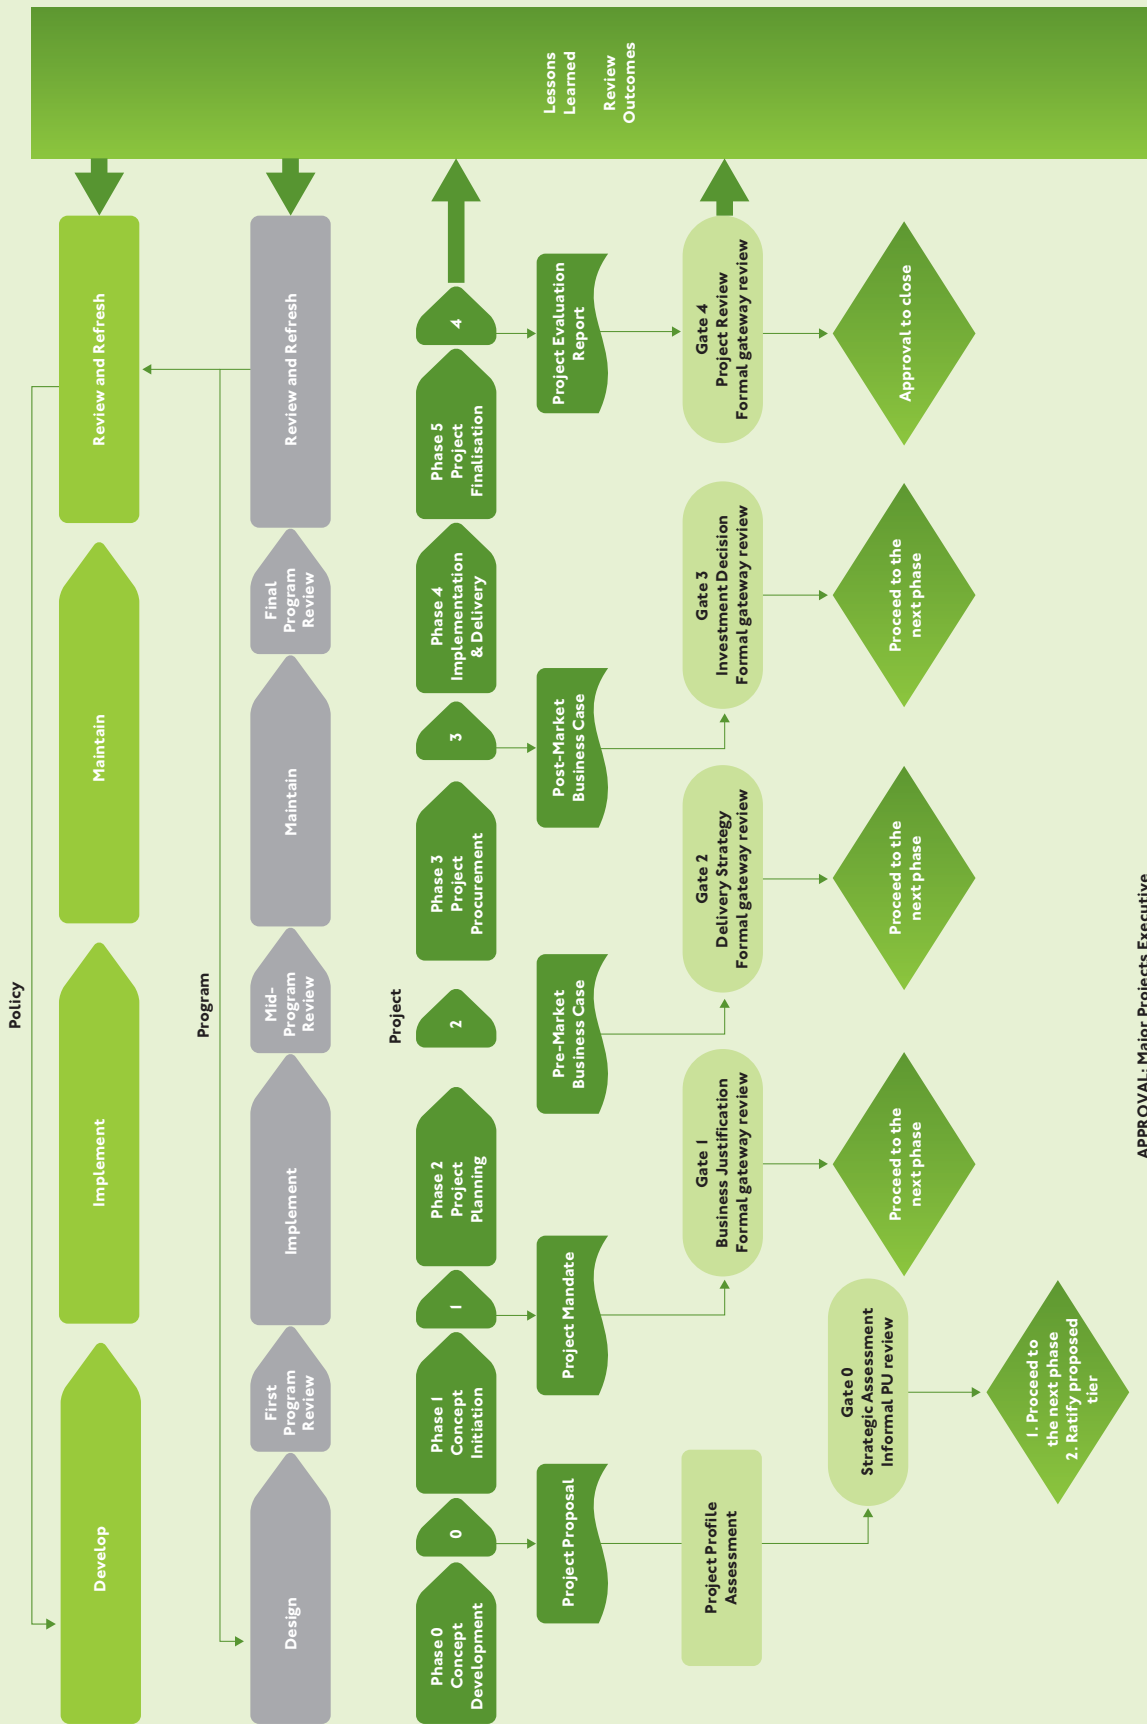 Policy
Develop
Implement
Maintain
Review and Refresh
Program
Design
First
Program
Review
Implement
Mid-
Program
Review
Maintain
Final
Program
Review
Review and Refresh
Project
Phase 0
Concept
Development
0
Phase 1
Concept
Initiation
1
Phase 2
Project
Planning
2
Phase 3
Project
Procurement
3
Phase 4
Implementation
& Delivery
Phase 5
Project
Finalisation
4
Project Proposal
Project Mandate
Pre-Market
Business Case
Post-Market
Business Case
Project Evaluation
Report
Project Profile
Assessment
Gate 0
Strategic Assessment
Informal PU review
Gate 1
Business Justification
Formal gateway review
Gate 2
Delivery Strategy
Formal gateway review
Gate 3
Investment Decision
Formal gateway review
Gate 4
Project Review
Formal gateway review
1. Proceed to
the next phase
2. Ratify proposed
tier
Proceed to the
next phase
Proceed to the
next phase
Proceed to the
next phase
Approval to close
Lessons
Learned
Review
Outcomes
APPROVAL: Major Projects Executive